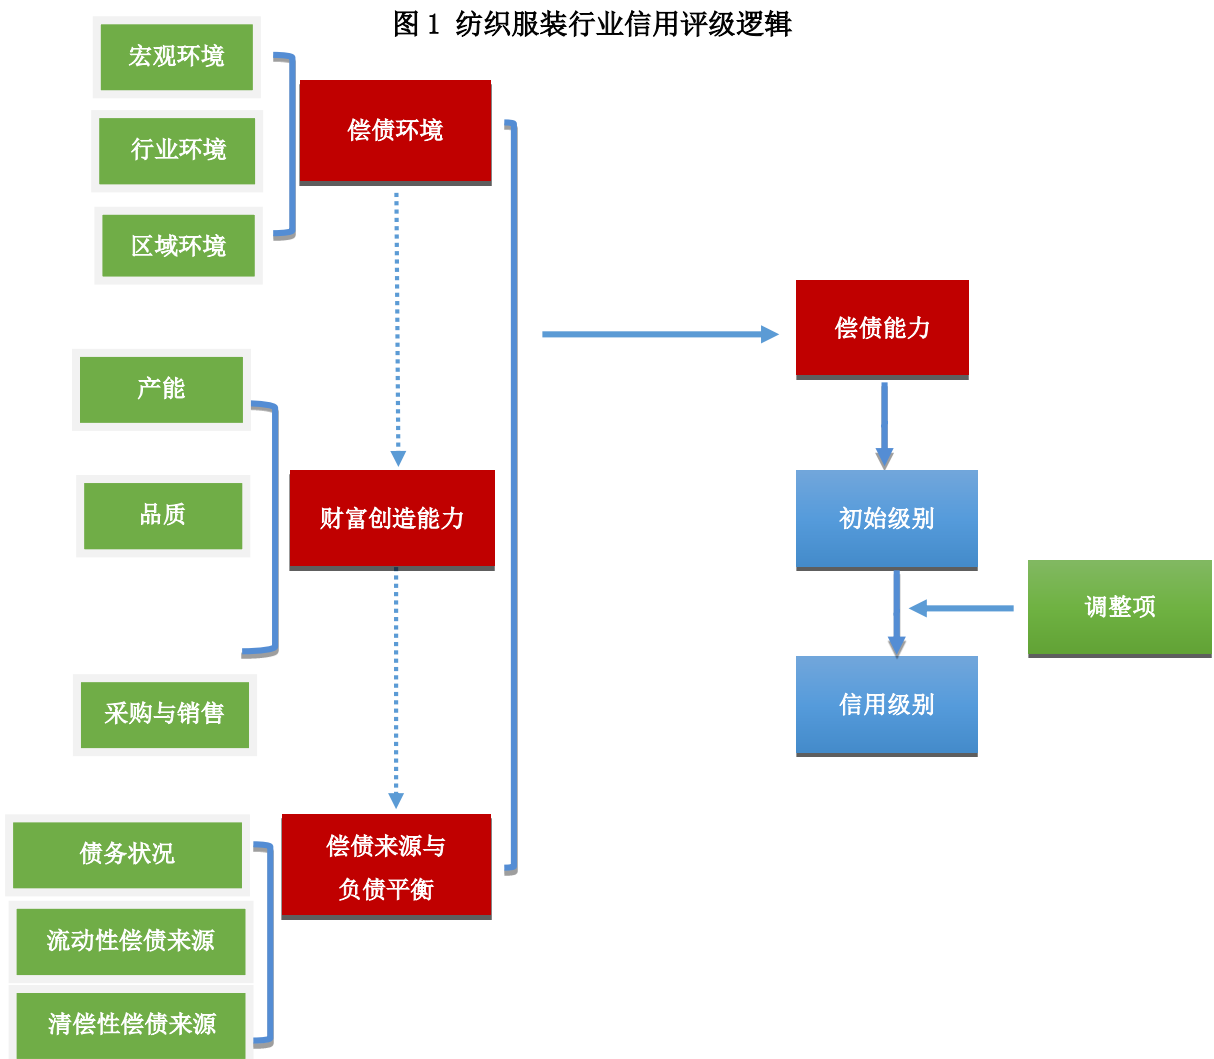 图 1 纺织服装行业信用评级逻辑
宏观环境
行业环境
区域环境
偿债环境
产能
品质
采购与销售
财富创造能力
债务状况
流动性偿债来源
清偿性偿债来源
偿债来源与
负债平衡
偿债能力
初始级别
调整项
信用级别